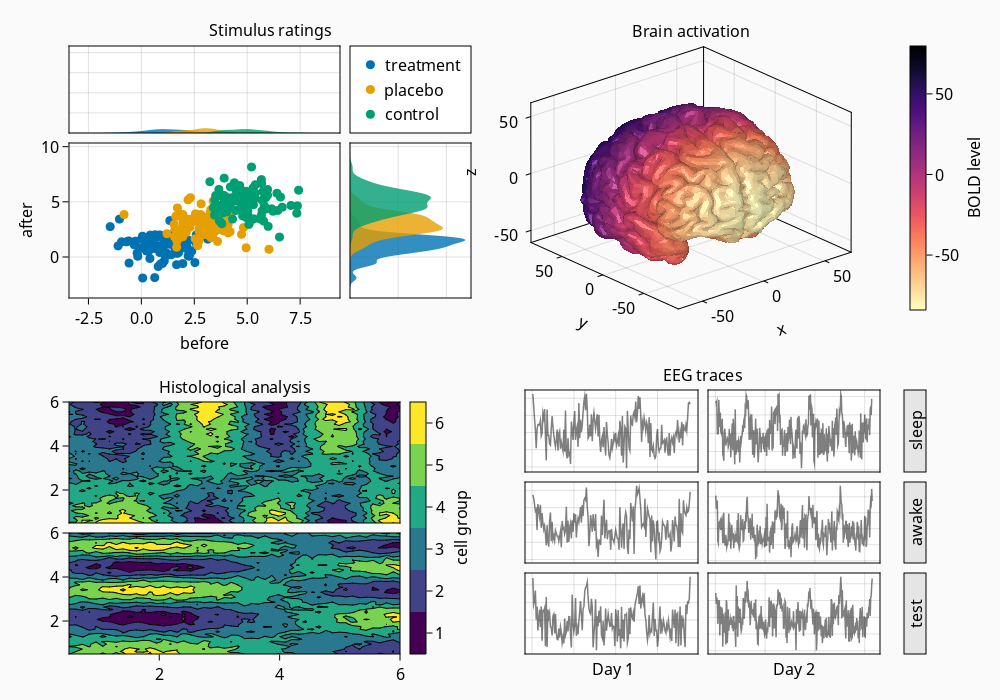 Stimulus ratings
treatment
placebo
control
10
5
0
after
-2.5 0.0 2.5 5.0 7.5
before
Brain activation
50
0
-50
z
50
0
-50
y
-50
0
50
x
50
0
-50
BOLD level
Histological analysis
6
4
2
6
4
2
2 4 6
6
5
4
3
2
1
cell group
EEG traces
sleep
awake
test
Day 1 Day 2